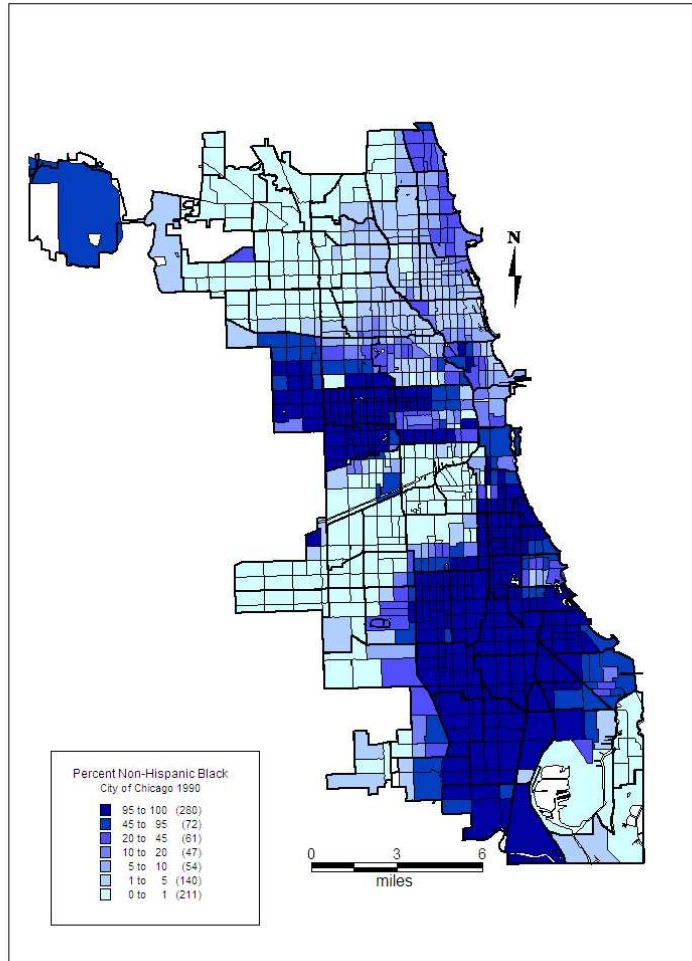 N
Percent Non-Hispanic Black
City of Chicago 1990
95 to 100 (280)
45 to 95 (72)
20 to 45 (61)
10 to 20 (47)
5 to 10 (54)
1 to 5 (140)
0 to 1 (211)
0 3 6
miles